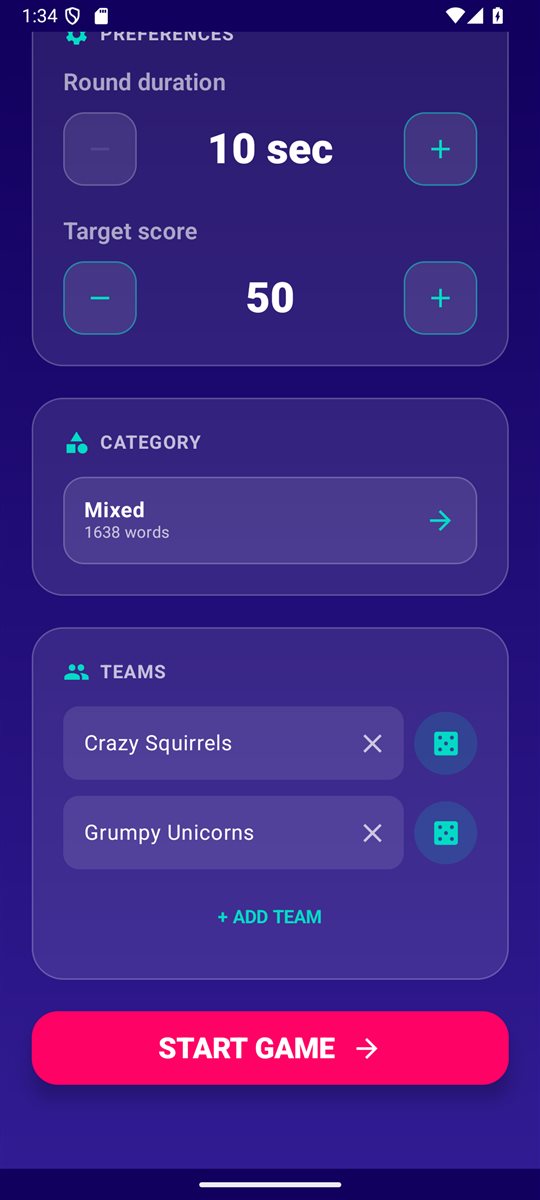 1:34
PREFERENCES
Round duration
10 sec
Target score
50
CATEGORY
Mixed
1638 words
TEAMS
Crazy Squirrels
Grumpy Unicorns
+ ADD TEAM
START GAME